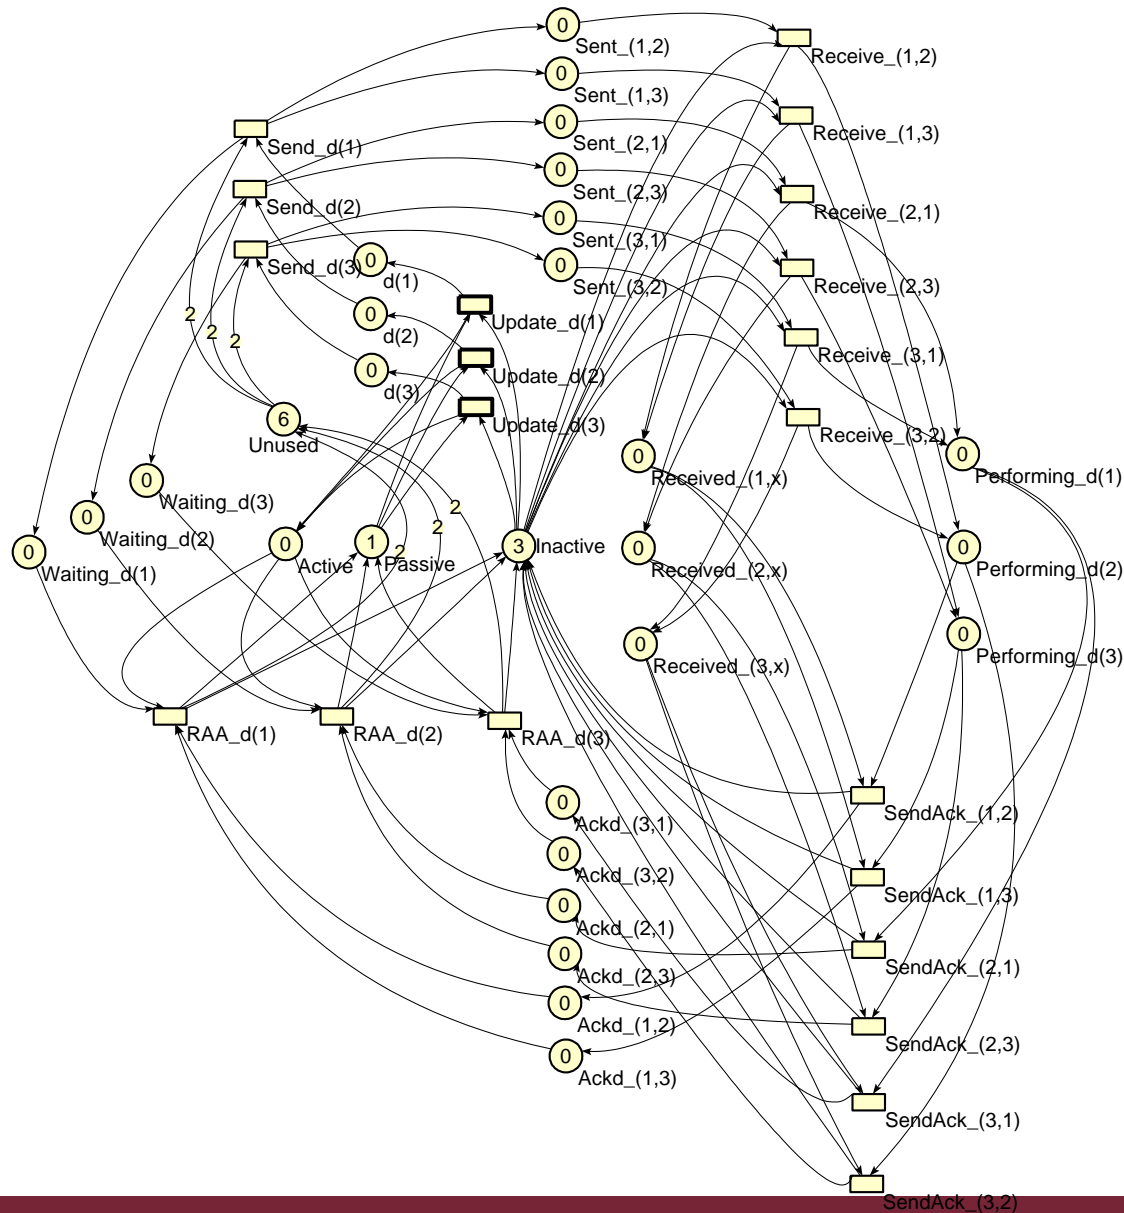 0
Sent_(1,2)
Receive_(1,2)
0
Sent_(1,3)
Receive_(1,3)
Send_d(1)
0
Sent_(2,1)
Send_d(2)
0
Sent_(2,3)
Receive_(2,1)
0
Sent_(3,1)
Send_d(3)
0
d(1)
0
Sent_(3,2)
Receive_(2,3)
2
2
2
0
d(2)
Update_d(1)
Receive_(3,1)
0
d(3)
Update_d(2)
6
Unused
Update_d(3)
Receive_(3,2)
0
Received_(1,x)
0
Performing_d(1)
0
Waiting_d(3)
2
2
2
0
Waiting_d(2)
0
Waiting_d(1)
0
Active
1
Passive
3
Inactive
0
Received_(2,x)
0
Performing_d(2)
0
Received_(3,x)
0
Performing_d(3)
RAA_d(1)
RAA_d(2)
RAA_d(3)
0
Ackd_(3,1)
SendAck_(1,2)
0
Ackd_(3,2)
SendAck_(1,3)
0
Ackd_(2,1)
0
Ackd_(2,3)
SendAck_(2,1)
0
Ackd_(1,2)
SendAck_(2,3)
0
Ackd_(1,3)
SendAck_(3,1)
SendAck_(3,2)